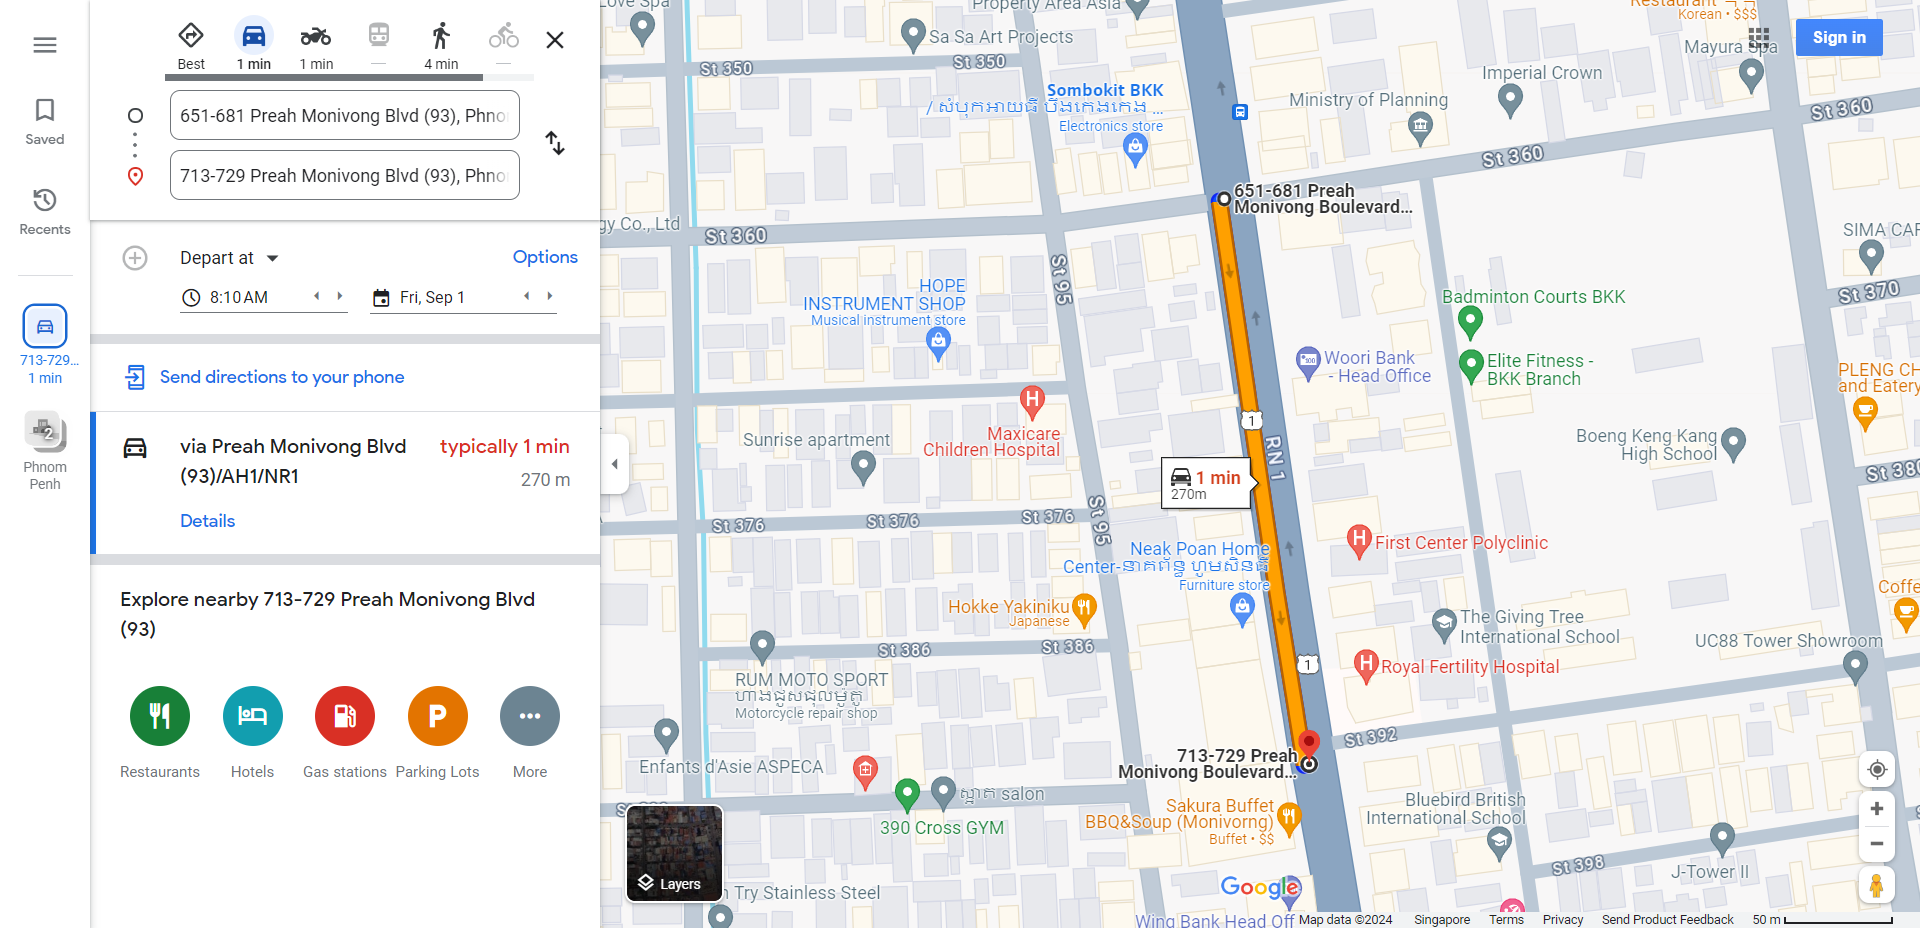 Best
1 min
1 min
4 min
651-681 Preah Monivong Blvd (93), Phno
713-729 Preah Monivong Blvd (93), Phno
Saved
Recents
713-729...
1 min
2
Phnom
Penh
Depart at
Options
8:10 AM
Fri, Sep 1
Send directions to your phone
via Preah Monivong Blvd
(93)/AH1/NR1
typically 1 min
270 m
Details
Explore nearby 713-729 Preah Monivong Blvd
(93)
Restaurants
Hotels
Gas stations
Parking Lots
More
Love Spa
Property Area Asia
Sa Sa Art Projects
St 350
St 350
Sombokit BKK
Electronics store
Restaurant
Korean • $$$
Mayura Spa
Sign in
Imperial Crown
Ministry of Planning
St 360
St 360
651-681 Preah
Monivong Boulevard...
gy Co., Ltd
St 360
St 95
SIMA CAF
St 370
HOPE
INSTRUMENT SHOP
Musical instrument store
Badminton Courts BKK
Woori Bank
- Head Office
Elite Fitness -
BKK Branch
PLENG CH
and Eatery
Maxicare
Children Hospital
Sunrise apartment
1
RN 1
Boeng Keng Kang
High School
St 380
1 min
270m
St 376
St 376
St 376
St 95
Neak Poan Home
Center-នាគព័ន្ធ ហូមសិនធឺ
Furniture store
First Center Polyclinic
Hokke Yakiniku
Japanese
The Giving Tree
International School
Coffe
UC88 Tower Showroom
St 386
St 386
1
Royal Fertility Hospital
RUM MOTO SPORT
ហាងជួសជុលម៉ូតូ
Motorcycle repair shop
St 392
713-729 Preah
Monivong Boulevard...
Enfants d'Asie ASPECA
ស្អាត salon
390 Cross GYM
Sakura Buffet
BBQ&Soup (Monivorng)
Buffet • $$
Bluebird British
International School
St 398
J-Tower II
Layers
Try Stainless Steel
Google
Wing Bank Head Off
Map data ©2024
Singapore
Terms
Privacy
Send Product Feedback
50 m